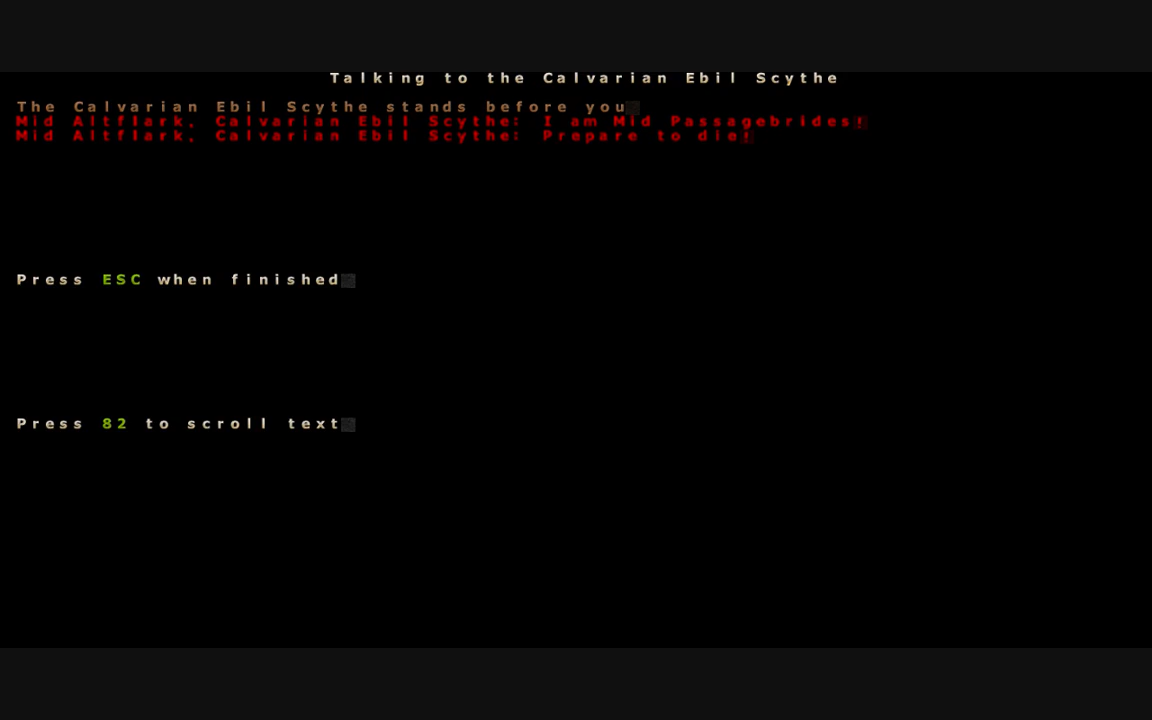 Talking to the Calvarian Ebil Scythe
The Calvarian Ebil Scythe stands before you
Mid Altflark, Calvarian Ebil Scythe: I am Mid Passagebrides!
Mid Altflark, Calvarian Ebil Scythe: Prepare to die!
Press ESC when finished
Press 82 to scroll text